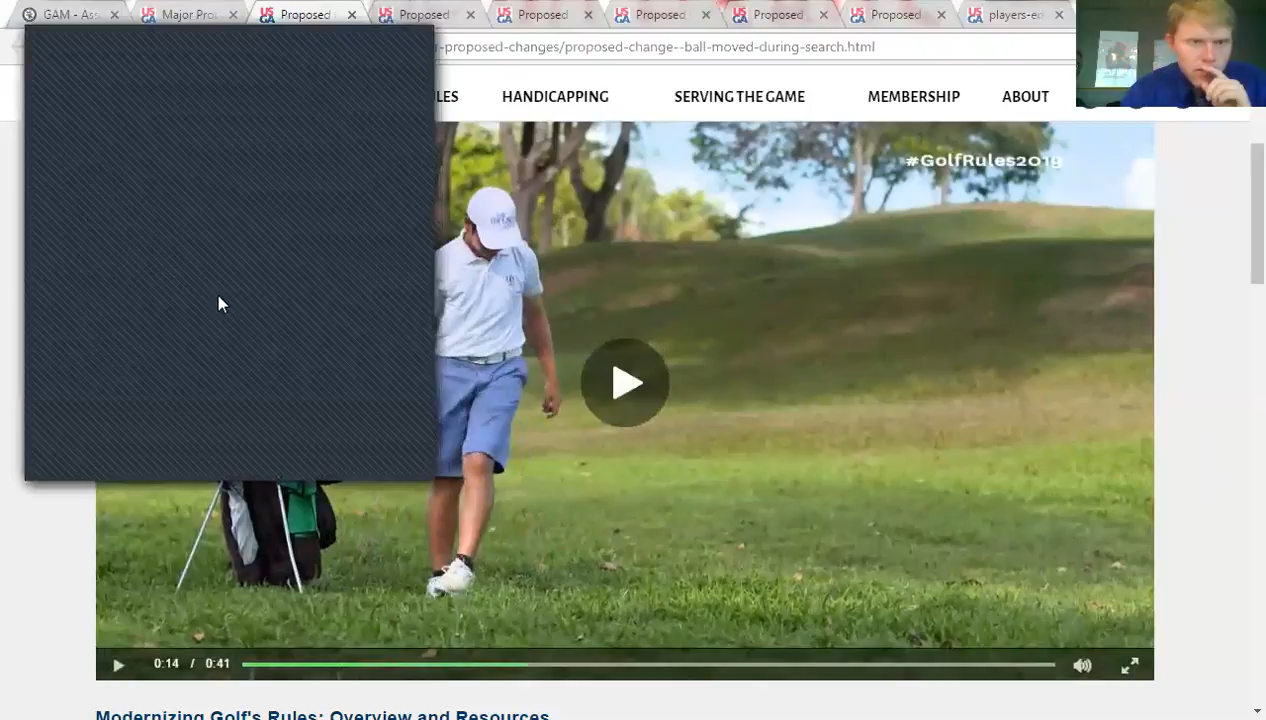 GAM - Ass
Major Pro
Proposed
Proposed
Proposed
Proposed
Proposed
Proposed
players-ed
-proposed-changes/proposed-change--ball-moved-during-search.html
LES HANDICAPPING SERVING THE GAME MEMBERSHIP ABOUT
#GolfRules2019
0:14 / 0:41
Modernizing Golf's Rules: Overview and Resources